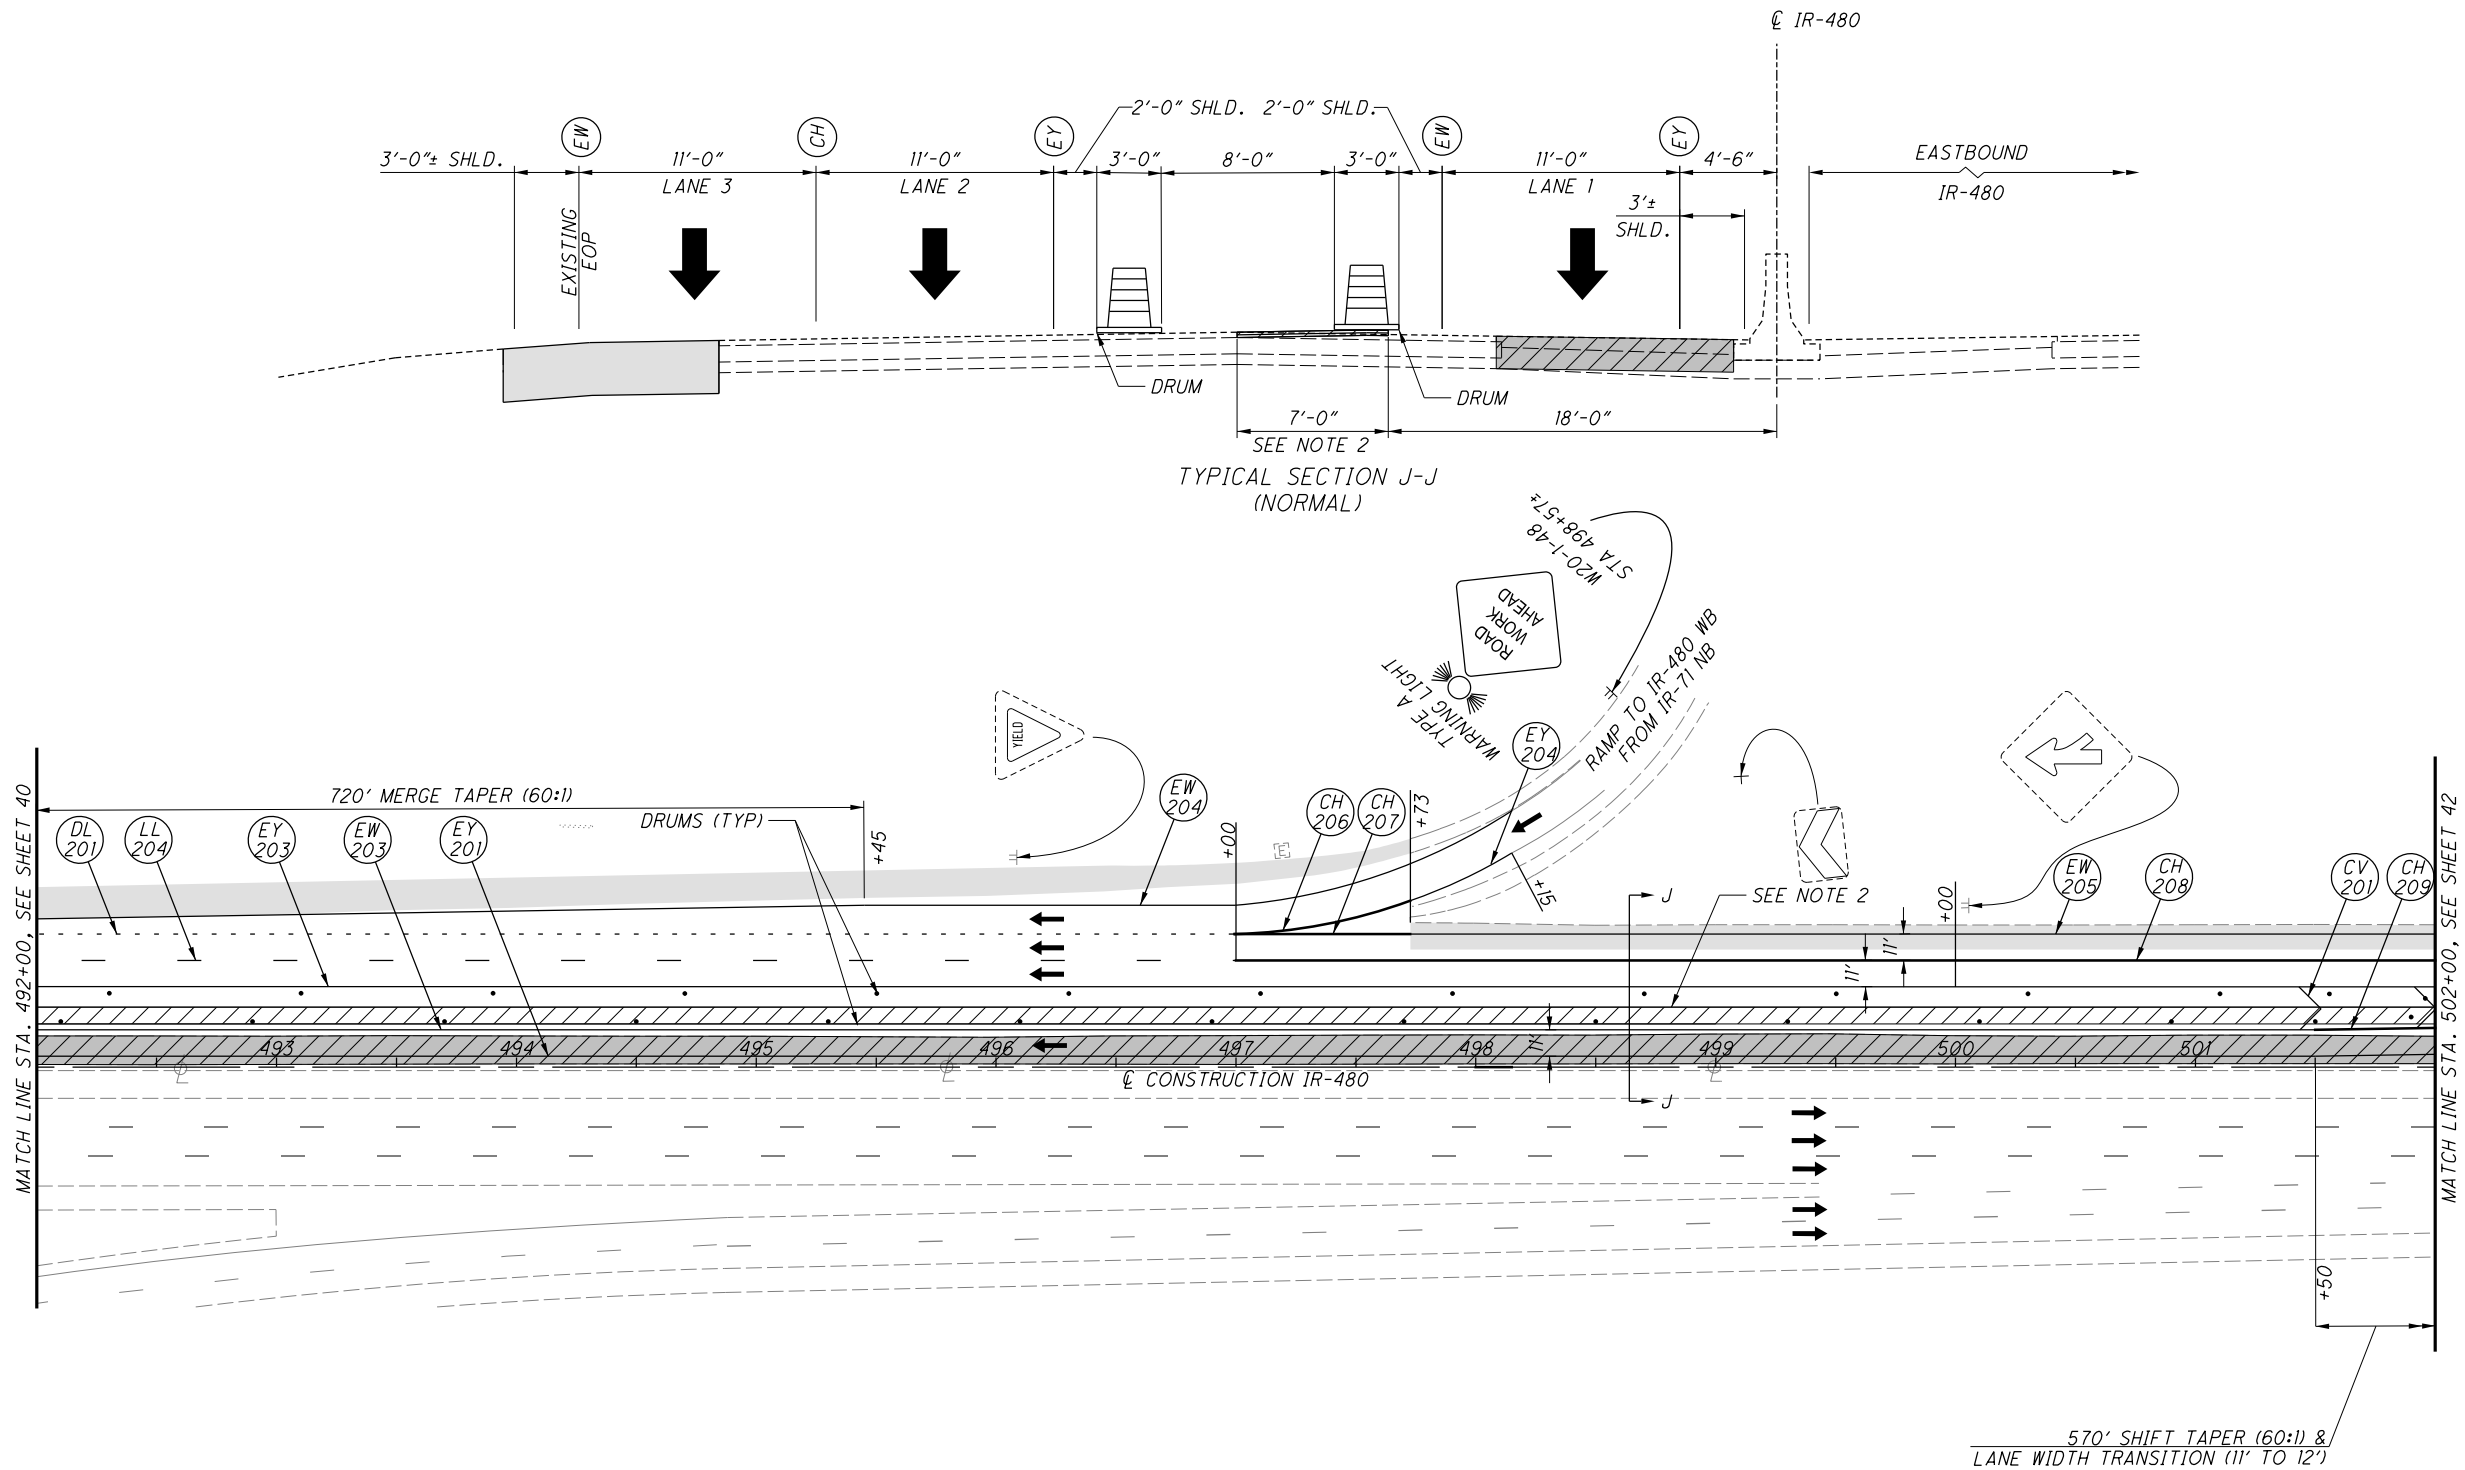 ℄ IR-480
2'-0" SHLD. 2'-0" SHLD.
EW
CH
EY
EW
EY
3'-0"± SHLD.
11'-0"
11'-0"
3'-0"
8'-0"
3'-0"
11'-0"
4'-6"
EASTBOUND
LANE 3
LANE 2
LANE 1
IR-480
3'±
SHLD.
EXISTING
EOP
DRUM
DRUM
7'-0"
18'-0"
SEE NOTE 2
TYPICAL SECTION J-J
(NORMAL)
STA 498+57±
W20-1-48
ROAD
WORK
AHEAD
TYPE A
WARNING LIGHT
RAMP TO IR-480 WB
FROM IR-71 NB
YIELD
EY
204
720' MERGE TAPER (60:1)
EW
204
CH
206
CH
207
+73
DRUMS (TYP)
DL
201
LL
204
EY
203
EW
203
EY
201
+45
+00
E
+15
J
SEE NOTE 2
+00
EW
205
CH
208
CV
201
CH
209
11'
11'
11'
493
494
495
496
497
498
499
500
501
℄
℄
℄
℄ CONSTRUCTION IR-480
J
MATCH LINE STA. 492+00, SEE SHEET 40
MATCH LINE STA. 502+00, SEE SHEET 42
+50
570' SHIFT TAPER (60:1) &
LANE WIDTH TRANSITION (11' TO 12')